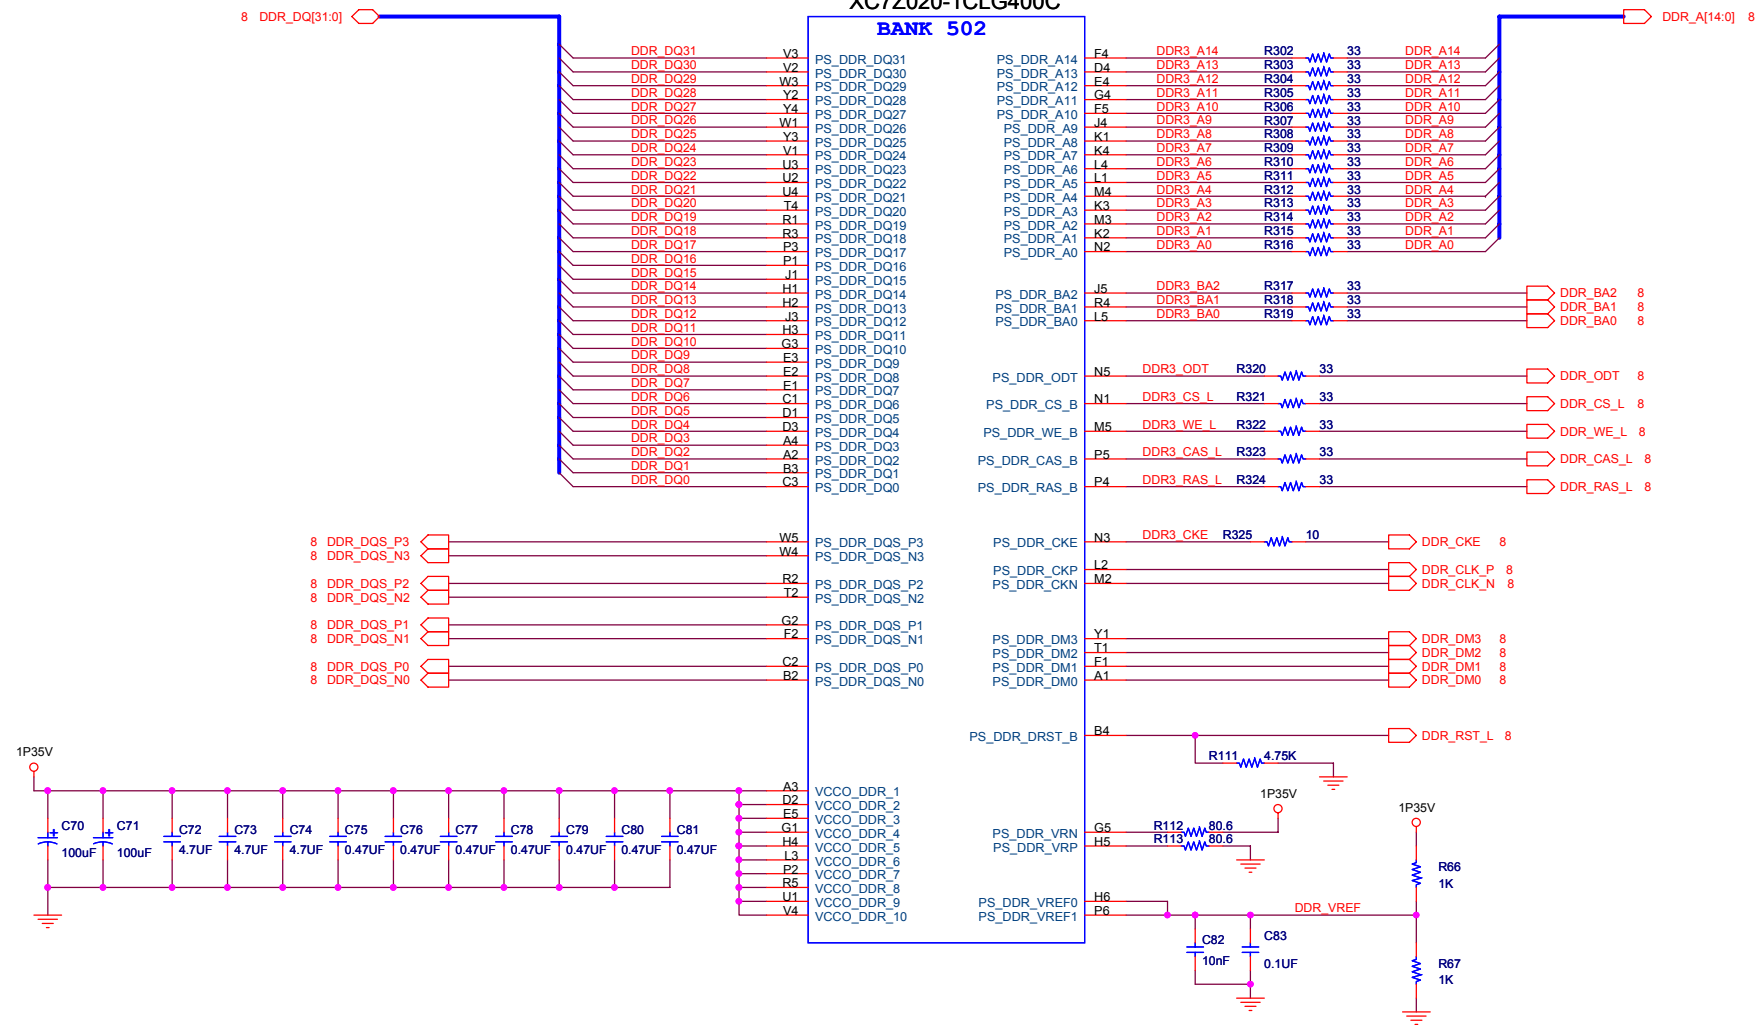 XC7Z020-1CLG400C
8 DDR_DQ[31:0]
DDR_A[14:0] 8
BANK 502
DDR_DQ31 V3 PS_DDR_DQ31
DDR_DQ30 V2 PS_DDR_DQ30
DDR_DQ29 W3 PS_DDR_DQ29
DDR_DQ28 Y2 PS_DDR_DQ28
DDR_DQ27 Y4 PS_DDR_DQ27
DDR_DQ26 W1 PS_DDR_DQ26
DDR_DQ25 Y3 PS_DDR_DQ25
DDR_DQ24 V1 PS_DDR_DQ24
DDR_DQ23 U3 PS_DDR_DQ23
DDR_DQ22 U2 PS_DDR_DQ22
DDR_DQ21 U4 PS_DDR_DQ21
DDR_DQ20 T4 PS_DDR_DQ20
DDR_DQ19 R1 PS_DDR_DQ19
DDR_DQ18 R3 PS_DDR_DQ18
DDR_DQ17 P3 PS_DDR_DQ17
DDR_DQ16 P1 PS_DDR_DQ16
DDR_DQ15 J1 PS_DDR_DQ15
DDR_DQ14 H1 PS_DDR_DQ14
DDR_DQ13 H2 PS_DDR_DQ13
DDR_DQ12 J3 PS_DDR_DQ12
DDR_DQ11 H3 PS_DDR_DQ11
DDR_DQ10 G3 PS_DDR_DQ10
DDR_DQ9 E3 PS_DDR_DQ9
DDR_DQ8 E2 PS_DDR_DQ8
DDR_DQ7 E1 PS_DDR_DQ7
DDR_DQ6 C1 PS_DDR_DQ6
DDR_DQ5 D1 PS_DDR_DQ5
DDR_DQ4 D3 PS_DDR_DQ4
DDR_DQ3 A4 PS_DDR_DQ3
DDR_DQ2 A2 PS_DDR_DQ2
DDR_DQ1 B3 PS_DDR_DQ1
DDR_DQ0 C3 PS_DDR_DQ0
8 DDR_DQS_P3 W5 PS_DDR_DQS_P3
8 DDR_DQS_N3 W4 PS_DDR_DQS_N3
8 DDR_DQS_P2 R2 PS_DDR_DQS_P2
8 DDR_DQS_N2 T2 PS_DDR_DQS_N2
8 DDR_DQS_P1 G2 PS_DDR_DQS_P1
8 DDR_DQS_N1 F2 PS_DDR_DQS_N1
8 DDR_DQS_P0 C2 PS_DDR_DQS_P0
8 DDR_DQS_N0 B2 PS_DDR_DQS_N0
PS_DDR_A14 F4 DDR3_A14 R302 33 DDR_A14
PS_DDR_A13 D4 DDR3_A13 R303 33 DDR_A13
PS_DDR_A12 E4 DDR3_A12 R304 33 DDR_A12
PS_DDR_A11 G4 DDR3_A11 R305 33 DDR_A11
PS_DDR_A10 F5 DDR3_A10 R306 33 DDR_A10
PS_DDR_A9 J4 DDR3_A9 R307 33 DDR_A9
PS_DDR_A8 K1 DDR3_A8 R308 33 DDR_A8
PS_DDR_A7 K4 DDR3_A7 R309 33 DDR_A7
PS_DDR_A6 L4 DDR3_A6 R310 33 DDR_A6
PS_DDR_A5 L1 DDR3_A5 R311 33 DDR_A5
PS_DDR_A4 M4 DDR3_A4 R312 33 DDR_A4
PS_DDR_A3 K3 DDR3_A3 R313 33 DDR_A3
PS_DDR_A2 M3 DDR3_A2 R314 33 DDR_A2
PS_DDR_A1 K2 DDR3_A1 R315 33 DDR_A1
PS_DDR_A0 N2 DDR3_A0 R316 33 DDR_A0
PS_DDR_BA2 J5 DDR3_BA2 R317 33 DDR_BA2 8
PS_DDR_BA1 R4 DDR3_BA1 R318 33 DDR_BA1 8
PS_DDR_BA0 L5 DDR3_BA0 R319 33 DDR_BA0 8
PS_DDR_ODT N5 DDR3_ODT R320 33 DDR_ODT 8
PS_DDR_CS_B N1 DDR3_CS_L R321 33 DDR_CS_L 8
PS_DDR_WE_B M5 DDR3_WE_L R322 33 DDR_WE_L 8
PS_DDR_CAS_B P5 DDR3_CAS_L R323 33 DDR_CAS_L 8
PS_DDR_RAS_B P4 DDR3_RAS_L R324 33 DDR_RAS_L 8
PS_DDR_CKE N3 DDR3_CKE R325 10 DDR_CKE 8
PS_DDR_CKP L2 DDR_CLK_P 8
PS_DDR_CKN M2 DDR_CLK_N 8
PS_DDR_DM3 Y1 DDR_DM3 8
PS_DDR_DM2 T1 DDR_DM2 8
PS_DDR_DM1 F1 DDR_DM1 8
PS_DDR_DM0 A1 DDR_DM0 8
PS_DDR_DRST_B B4 DDR_RST_L 8
R111 4.75K
1P35V
A3 VCCO_DDR_1
D2 VCCO_DDR_2
E5 VCCO_DDR_3
G1 VCCO_DDR_4
H4 VCCO_DDR_5
L3 VCCO_DDR_6
P2 VCCO_DDR_7
R5 VCCO_DDR_8
U1 VCCO_DDR_9
V4 VCCO_DDR_10
C70 C71 C72 C73 C74 C75 C76 C77 C78 C79 C80 C81
100uF 100uF 4.7UF 4.7UF 4.7UF 0.47UF 0.47UF 0.47UF 0.47UF 0.47UF 0.47UF 0.47UF
1P35V
1P35V
PS_DDR_VRN G5 R112 80.6
PS_DDR_VRP H5 R113 80.6
R66
1K
PS_DDR_VREF0 H6
PS_DDR_VREF1 P6 DDR_VREF
C82
10nF
C83
0.1UF
R67
1K